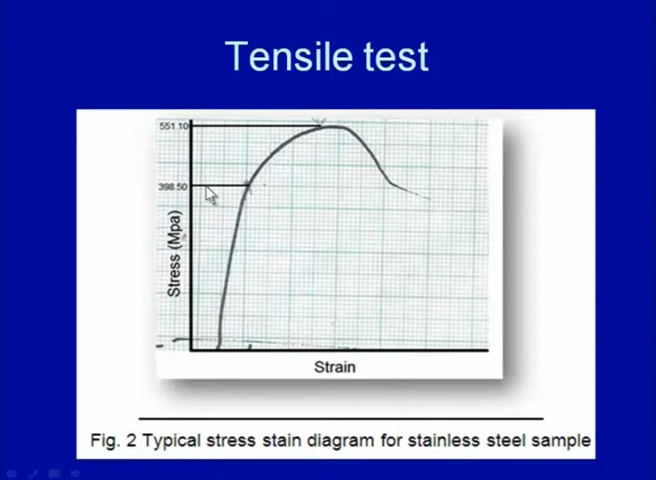 Tensile test
551.10
398.50
Stress (Mpa)
Strain
Fig. 2 Typical stress stain diagram for stainless steel sample